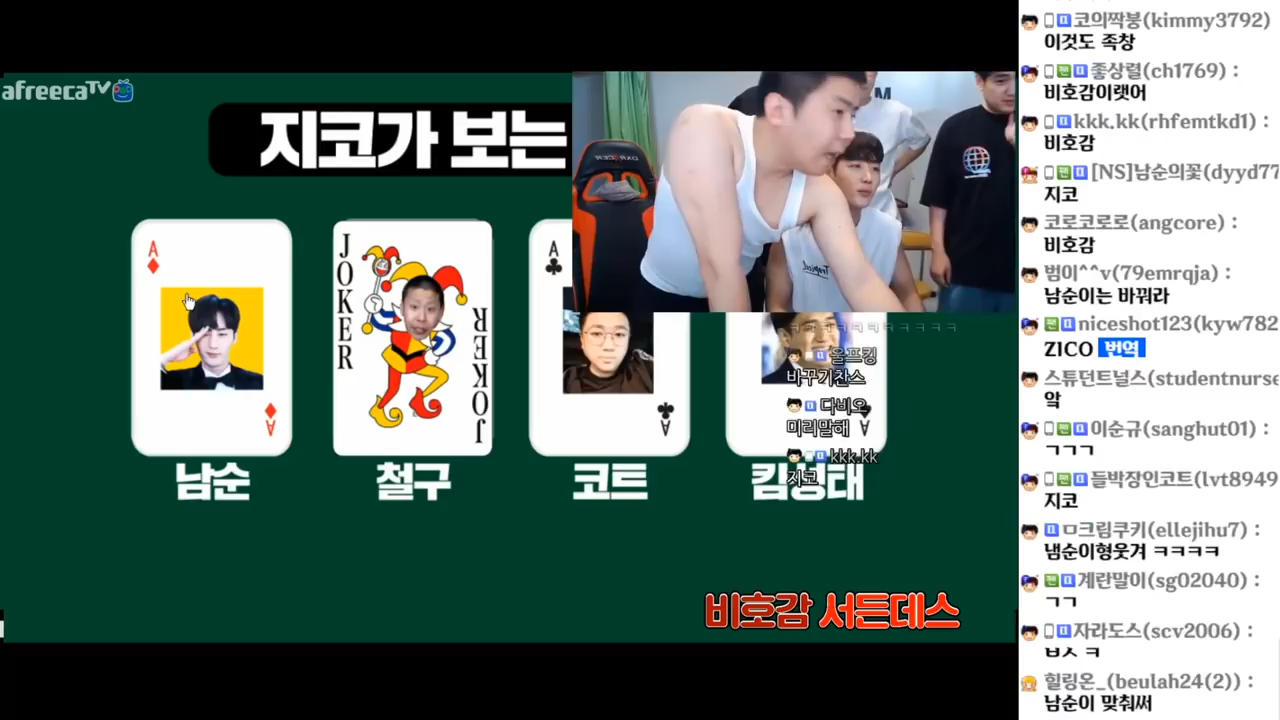 afreecaTV
지코가 보는
A
A
JOKER
JOKER
A
A
A
남순
철구
코트
킴성태
비호감 서든데스
DXRACER
M
ㅋㅋㅋㅋㅋㅋㅋㅋㅋㅋㅋ
울프킹
바꾸기찬스
다비오
미리말해
kkk.kk
지코
코의짝붕(kimmy3792)
이것도 족창
좋상렬(ch1769) :
비호감이랫어
kkk.kk(rhfemtkd1) :
비호감
[NS]남순의꽃(dyyd77
지코
코로코로로(angcore) :
비호감
범이^^v(79emrqja) :
남순이는 바꿔라
niceshot123(kyw782
ZICO 번역
스튜던트널스(studentnurse
앜
이순규(sanghut01) :
ㄱㄱㄱ
들박장인코트(lvt8949
지코
ㅁ크림쿠키(ellejihu7) :
냄순이형웃겨 ㅋㅋㅋㅋ
계란말이(sg02040) :
ㄱㄱ
자라도스(scv2006) :
ㅂㅅ ㅋ
힐링온_(beulah24(2)) :
남순이 맞춰써